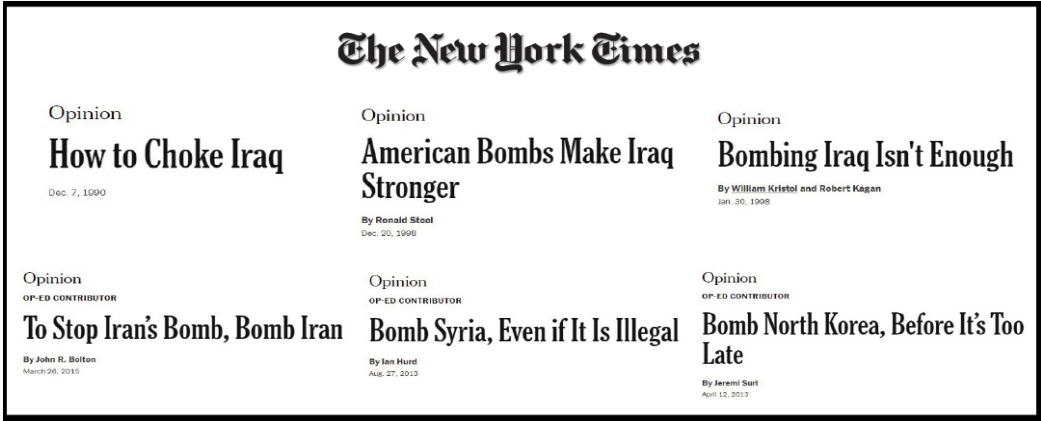 The New York Times
Opinion
How to Choke Iraq
Dec. 7, 1990
Opinion
American Bombs Make Iraq
Stronger
By Ronald Steel
Dec. 20, 1998
Opinion
Bombing Iraq Isn't Enough
By William Kristol and Robert Kagan
Jan. 30, 1998
Opinion
OP-ED CONTRIBUTOR
To Stop Iran's Bomb, Bomb Iran
By John R. Bolton
March 26, 2015
Opinion
OP-ED CONTRIBUTOR
Bomb Syria, Even if It Is Illegal
By Ian Hurd
Aug. 27, 2013
Opinion
OP-ED CONTRIBUTOR
Bomb North Korea, Before It's Too
Late
By Jeremi Suri
April 12, 2013